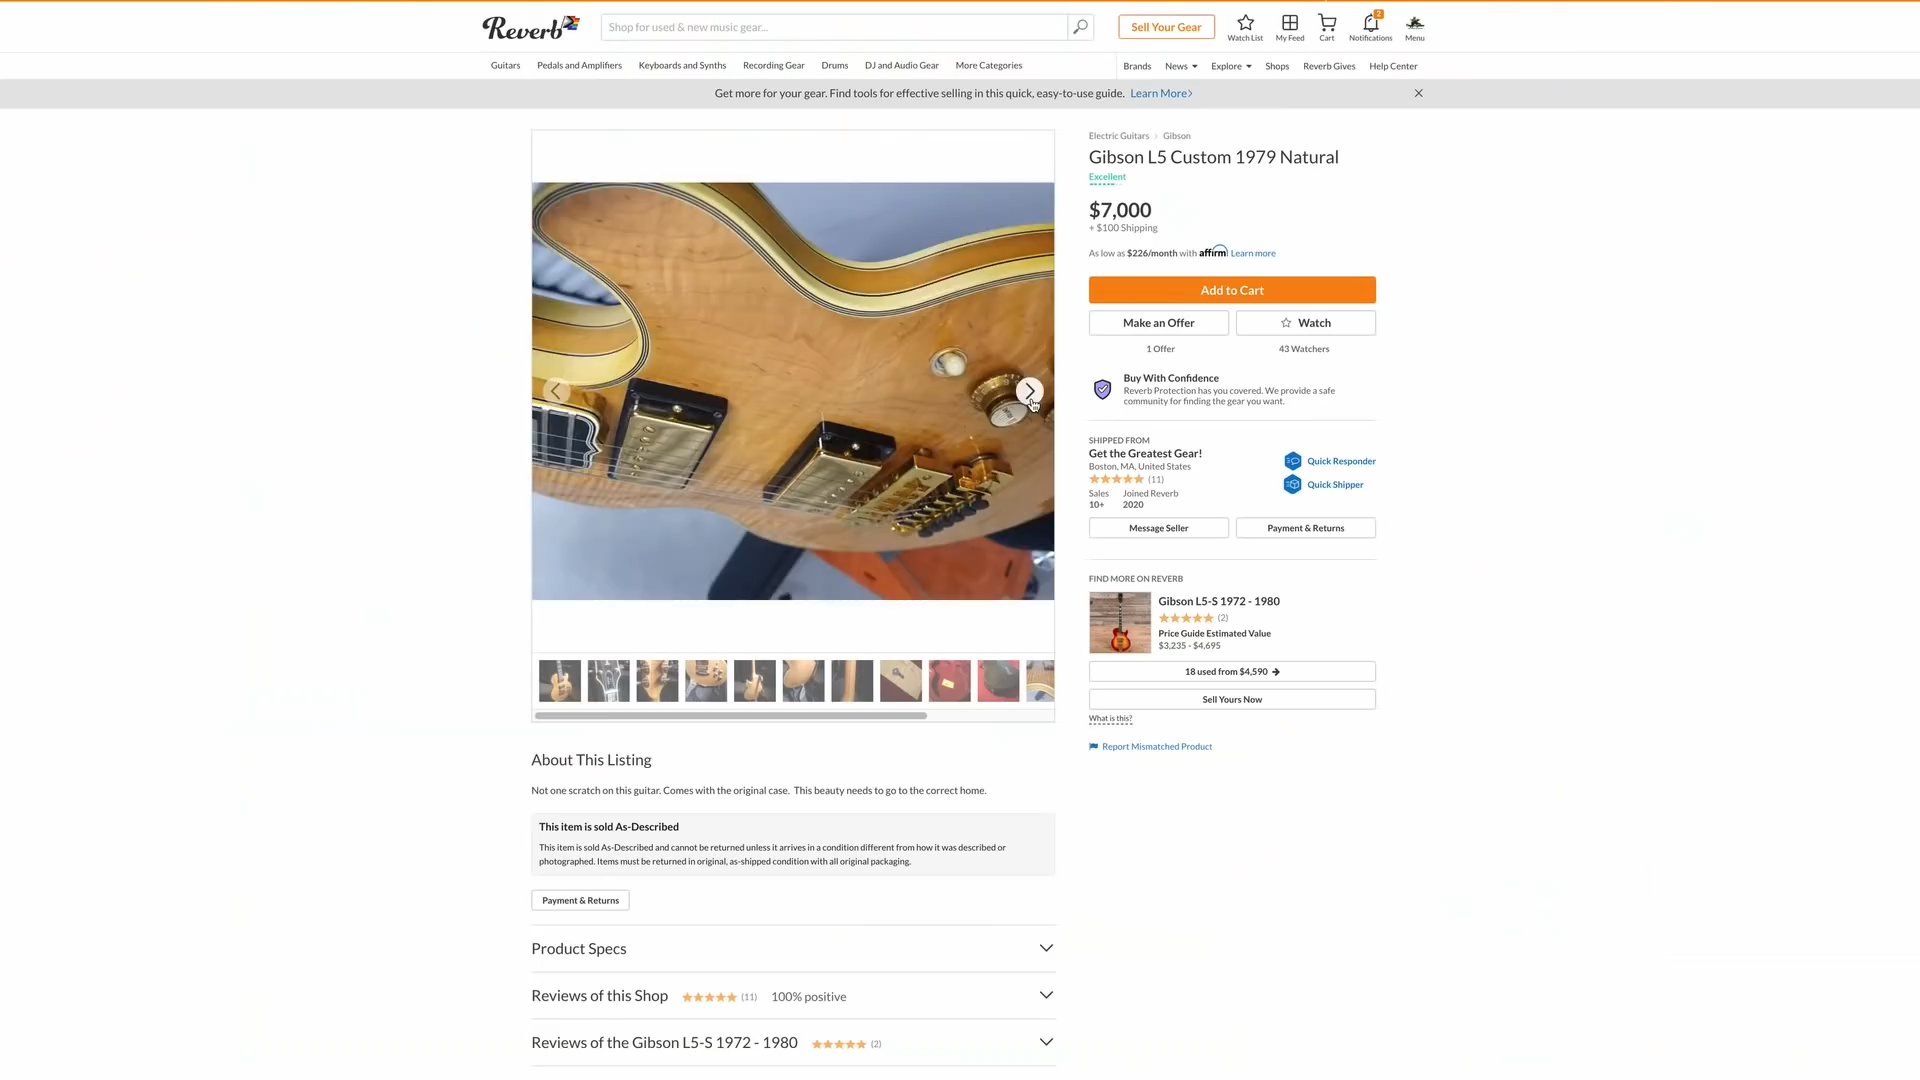 Reverb
Shop for used & new music gear...
Sell Your Gear
Watch List
My Feed
Cart
2
Notifications
Menu
Guitars
Pedals and Amplifiers
Keyboards and Synths
Recording Gear
Drums
DJ and Audio Gear
More Categories
Brands
News
Explore
Shops
Reverb Gives
Help Center
Get more for your gear. Find tools for effective selling in this quick, easy-to-use guide. Learn More
Electric Guitars > Gibson
Gibson L5 Custom 1979 Natural
Excellent
$7,000
+ $100 Shipping
As low as $226/month with affirm Learn more
Add to Cart
Make an Offer
Watch
1 Offer
43 Watchers
Buy With Confidence
Reverb Protection has you covered. We provide a safe
community for finding the gear you want.
SHIPPED FROM
Get the Greatest Gear!
Boston, MA, United States
(11)
Sales
Joined Reverb
10+
2020
Quick Responder
Quick Shipper
Message Seller
Payment & Returns
FIND MORE ON REVERB
Gibson L5-S 1972 - 1980
(2)
Price Guide Estimated Value
$3,235 - $4,695
18 used from $4,590
Sell Yours Now
What is this?
Report Mismatched Product
About This Listing
Not one scratch on this guitar. Comes with the original case. This beauty needs to go to the correct home.
This item is sold As-Described
This item is sold As-Described and cannot be returned unless it arrives in a condition different from how it was described or
photographed. Items must be returned in original, as-shipped condition with all original packaging.
Payment & Returns
Product Specs
Reviews of this Shop (11) 100% positive
Reviews of the Gibson L5-S 1972 - 1980 (2)